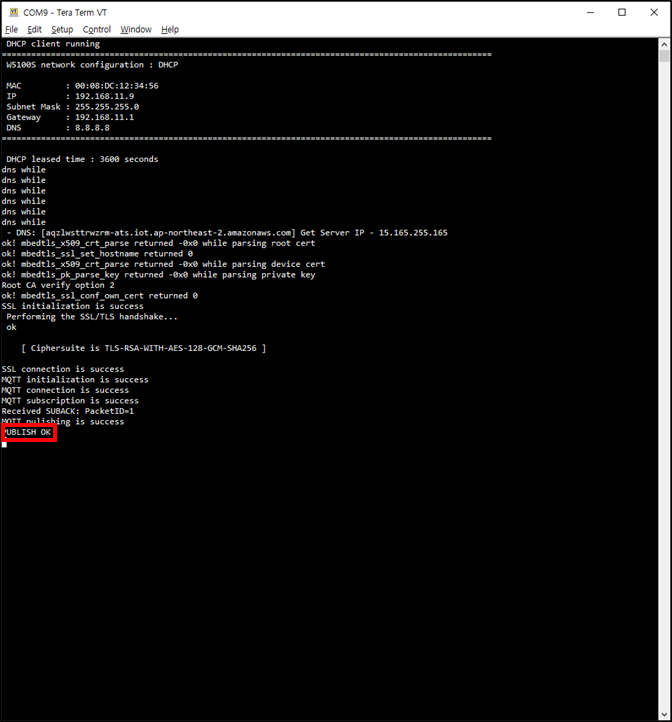 COM9 - Tera Term VT
File Edit Setup Control Window Help
DHCP client running
====================================================================================================
W5100S network configuration : DHCP
MAC         : 00:08:DC:12:34:56
IP          : 192.168.11.9
Subnet Mask : 255.255.255.0
Gateway     : 192.168.11.1
DNS         : 8.8.8.8
====================================================================================================
DHCP leased time : 3600 seconds
dns while
dns while
dns while
dns while
dns while
dns while
- DNS: [aqzlwsttrwzrm-ats.iot.ap-northeast-2.amazonaws.com] Get Server IP - 15.165.255.165
ok! mbedtls_x509_crt_parse returned -0x0 while parsing root cert
ok! mbedtls_ssl_set_hostname returned 0
ok! mbedtls_x509_crt_parse returned -0x0 while parsing device cert
ok! mbedtls_pk_parse_key returned -0x0 while parsing private key
Root CA verify option 2
ok! mbedtls_ssl_conf_own_cert returned 0
SSL initialization is success
Performing the SSL/TLS handshake...
ok
[ Ciphersuite is TLS-RSA-WITH-AES-128-GCM-SHA256 ]
SSL connection is success
MQTT initialization is success
MQTT connection is success
MQTT subscription is success
Received SUBACK: PacketID=1
MQTT pulishing is success
PUBLISH OK